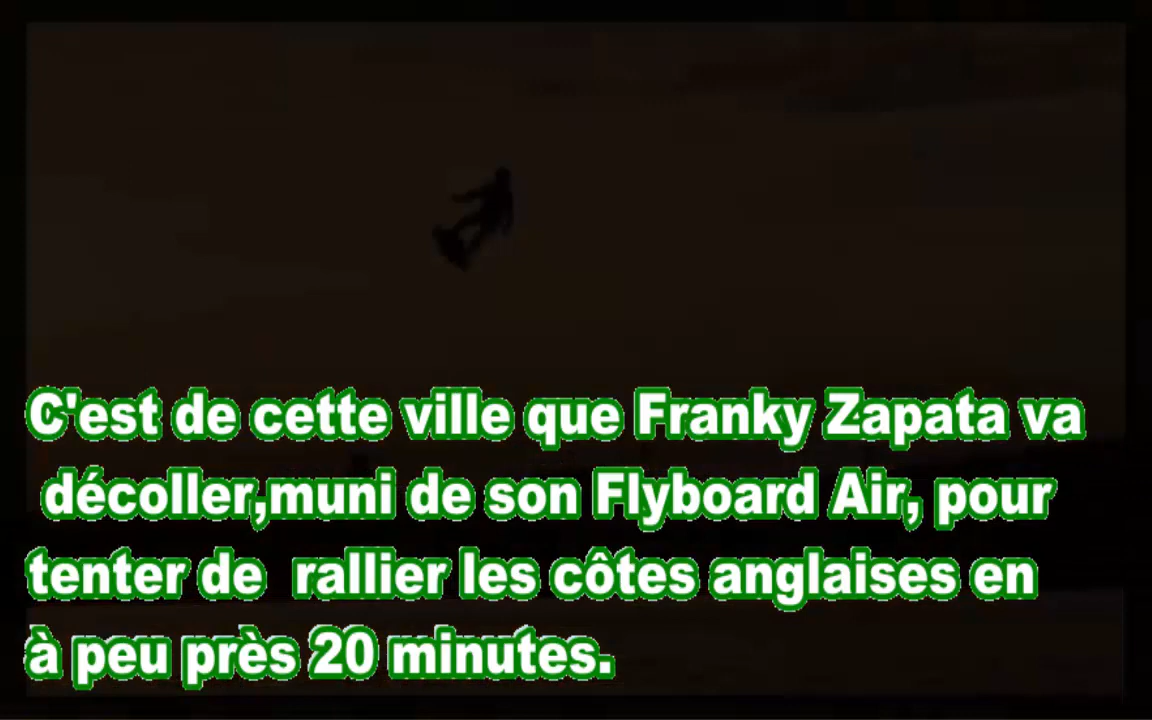 C'est de cette ville que Franky Zapata va
décoller,muni de son Flyboard Air, pour
tenter de  rallier les côtes anglaises en
à peu près 20 minutes.